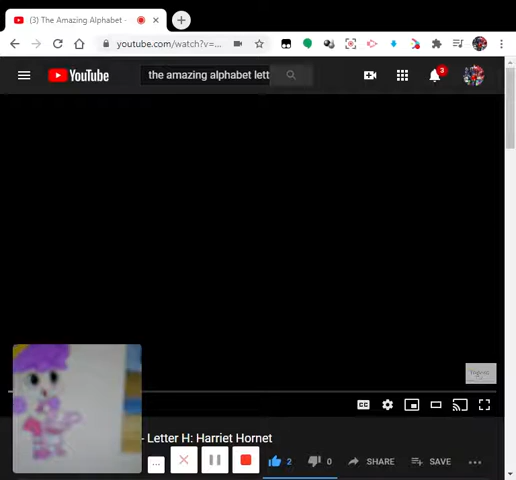 (3) The Amazing Alphabet -
youtube.com/watch?v=...
YouTube
the amazing alphabet lett
3
CC
- Letter H: Harriet Hornet
2
0
SHARE
SAVE